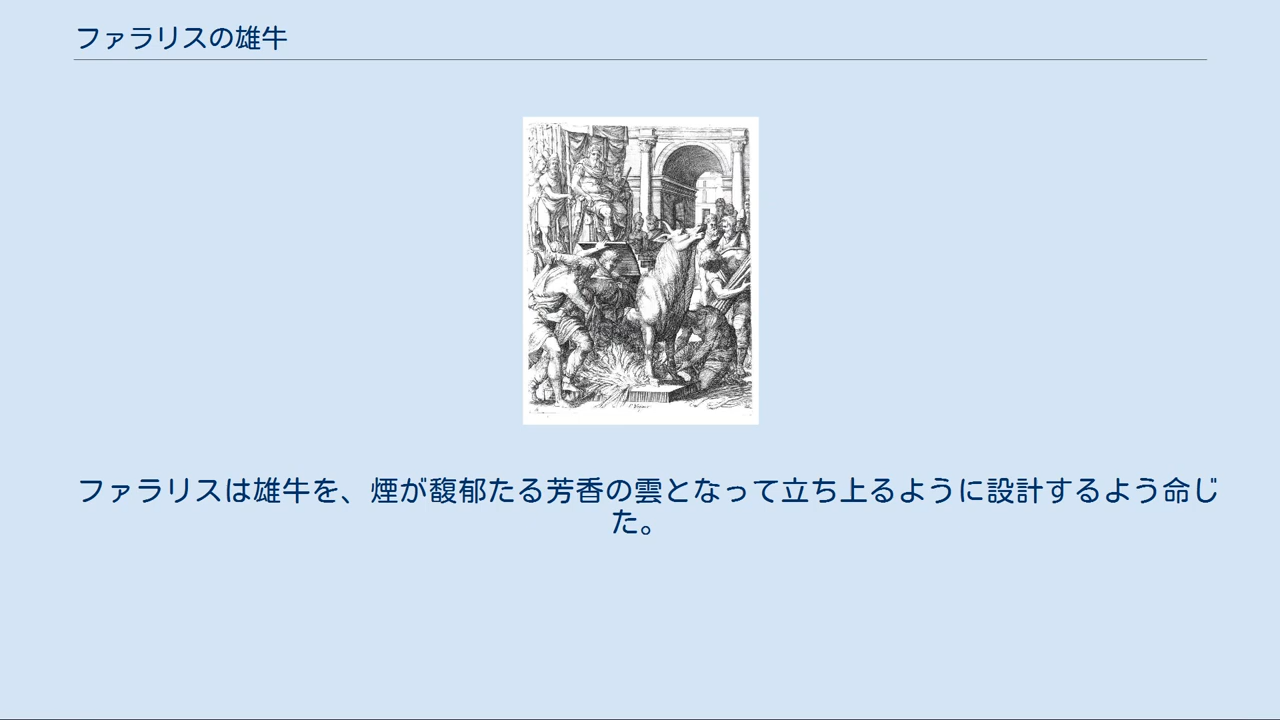 ファラリスの雄牛
ファラリスは雄牛を、煙が馥郁たる芳香の雲となって立ち上るように設計するよう命じ
た。